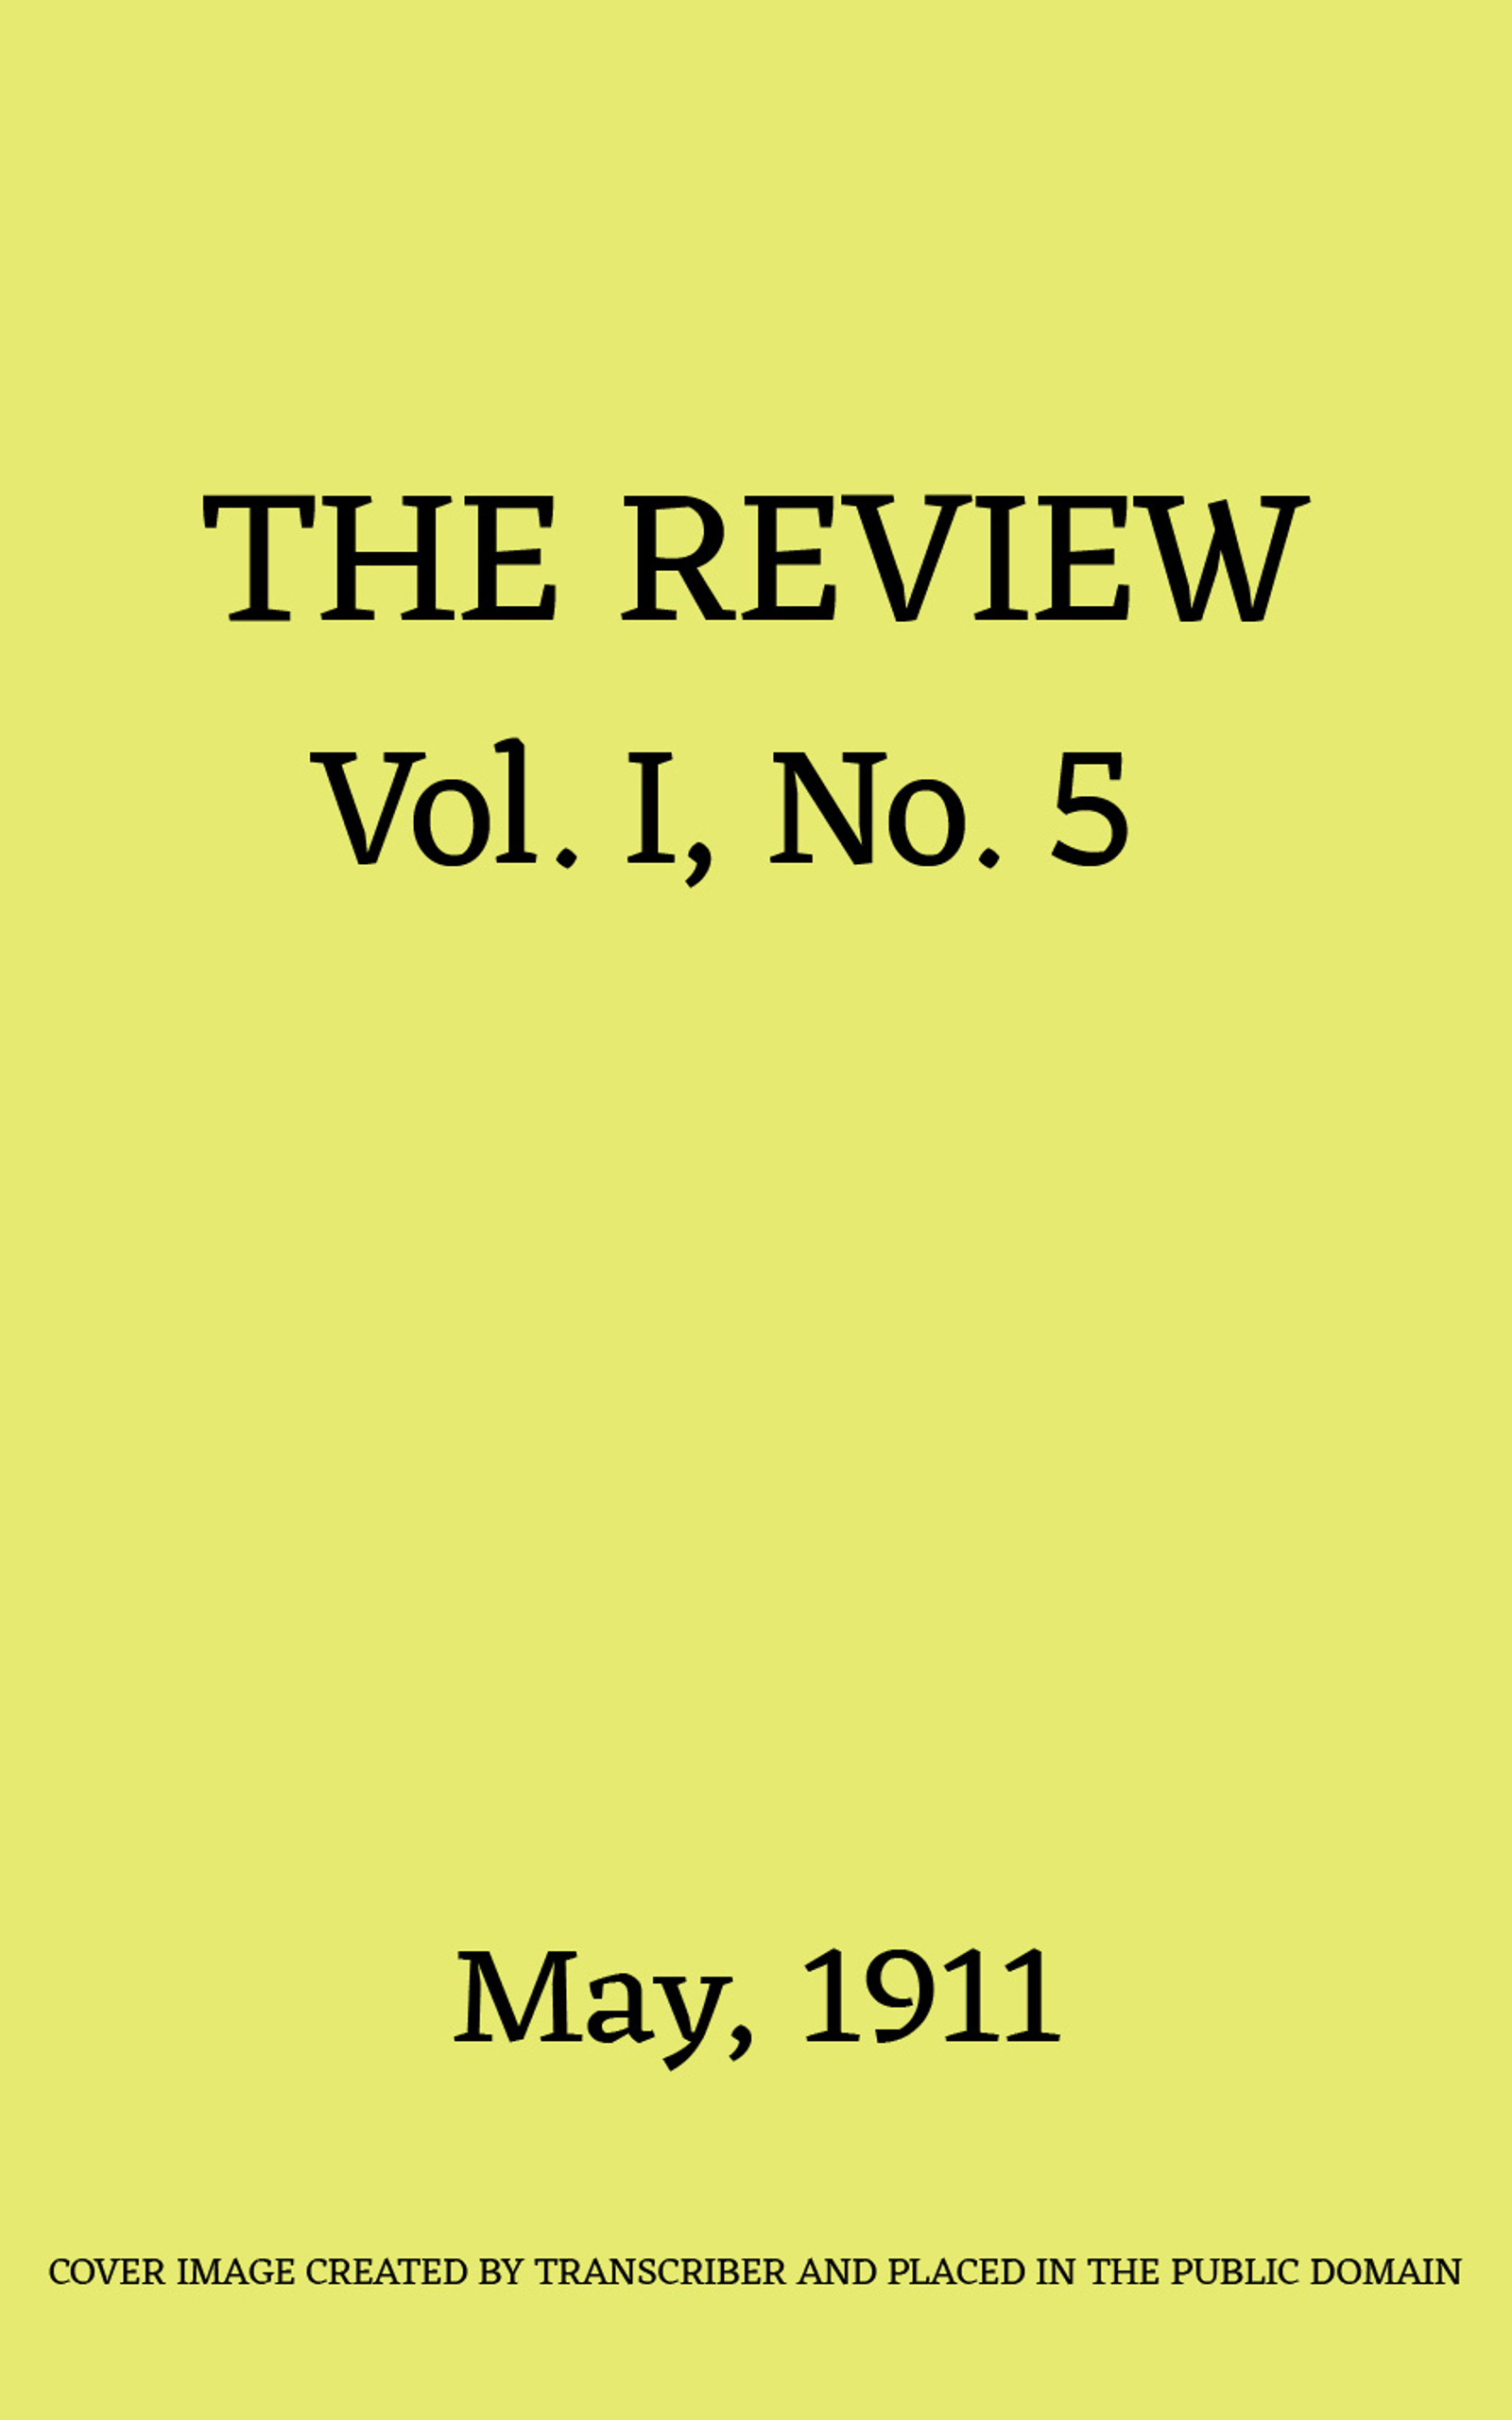 THE REVIEW
Vol. I, No. 5
May, 1911
COVER IMAGE CREATED BY TRANSCRIBER AND PLACED IN THE PUBLIC DOMAIN